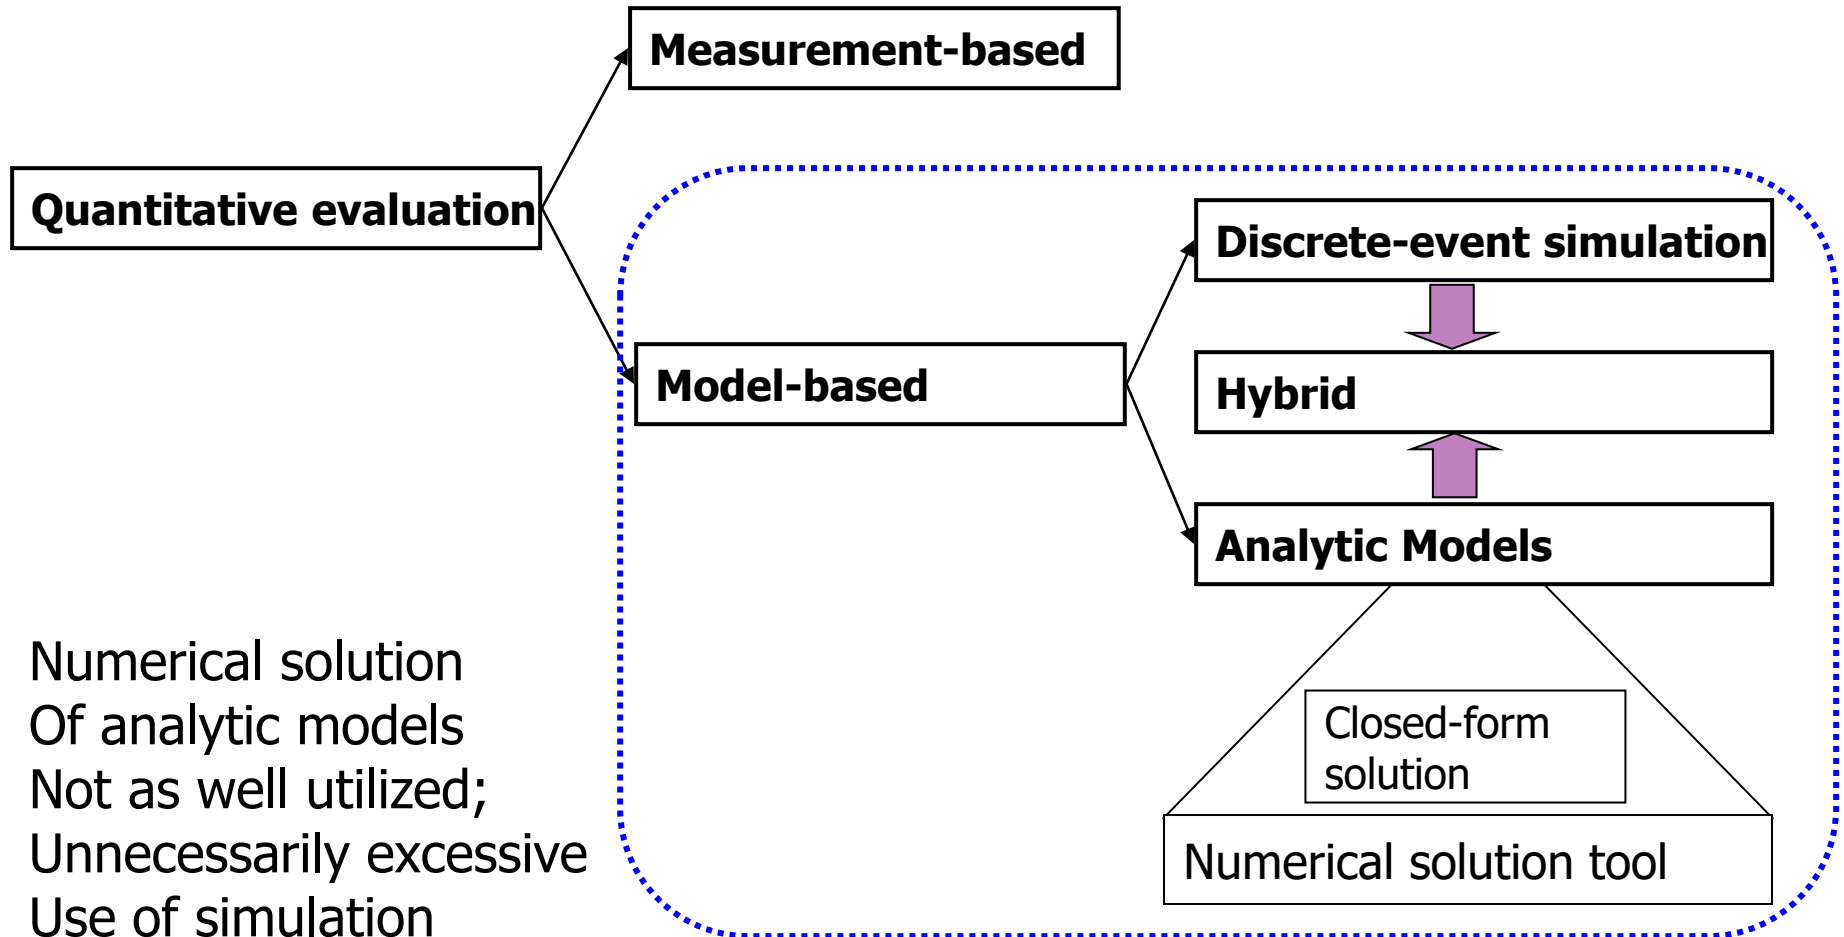 Measurement-based
Quantitative evaluation
Discrete-event simulation
Model-based
Hybrid
Analytic Models
Numerical solution
Of analytic models
Not as well utilized;
Unnecessarily excessive
Use of simulation
Closed-form
solution
Numerical solution tool